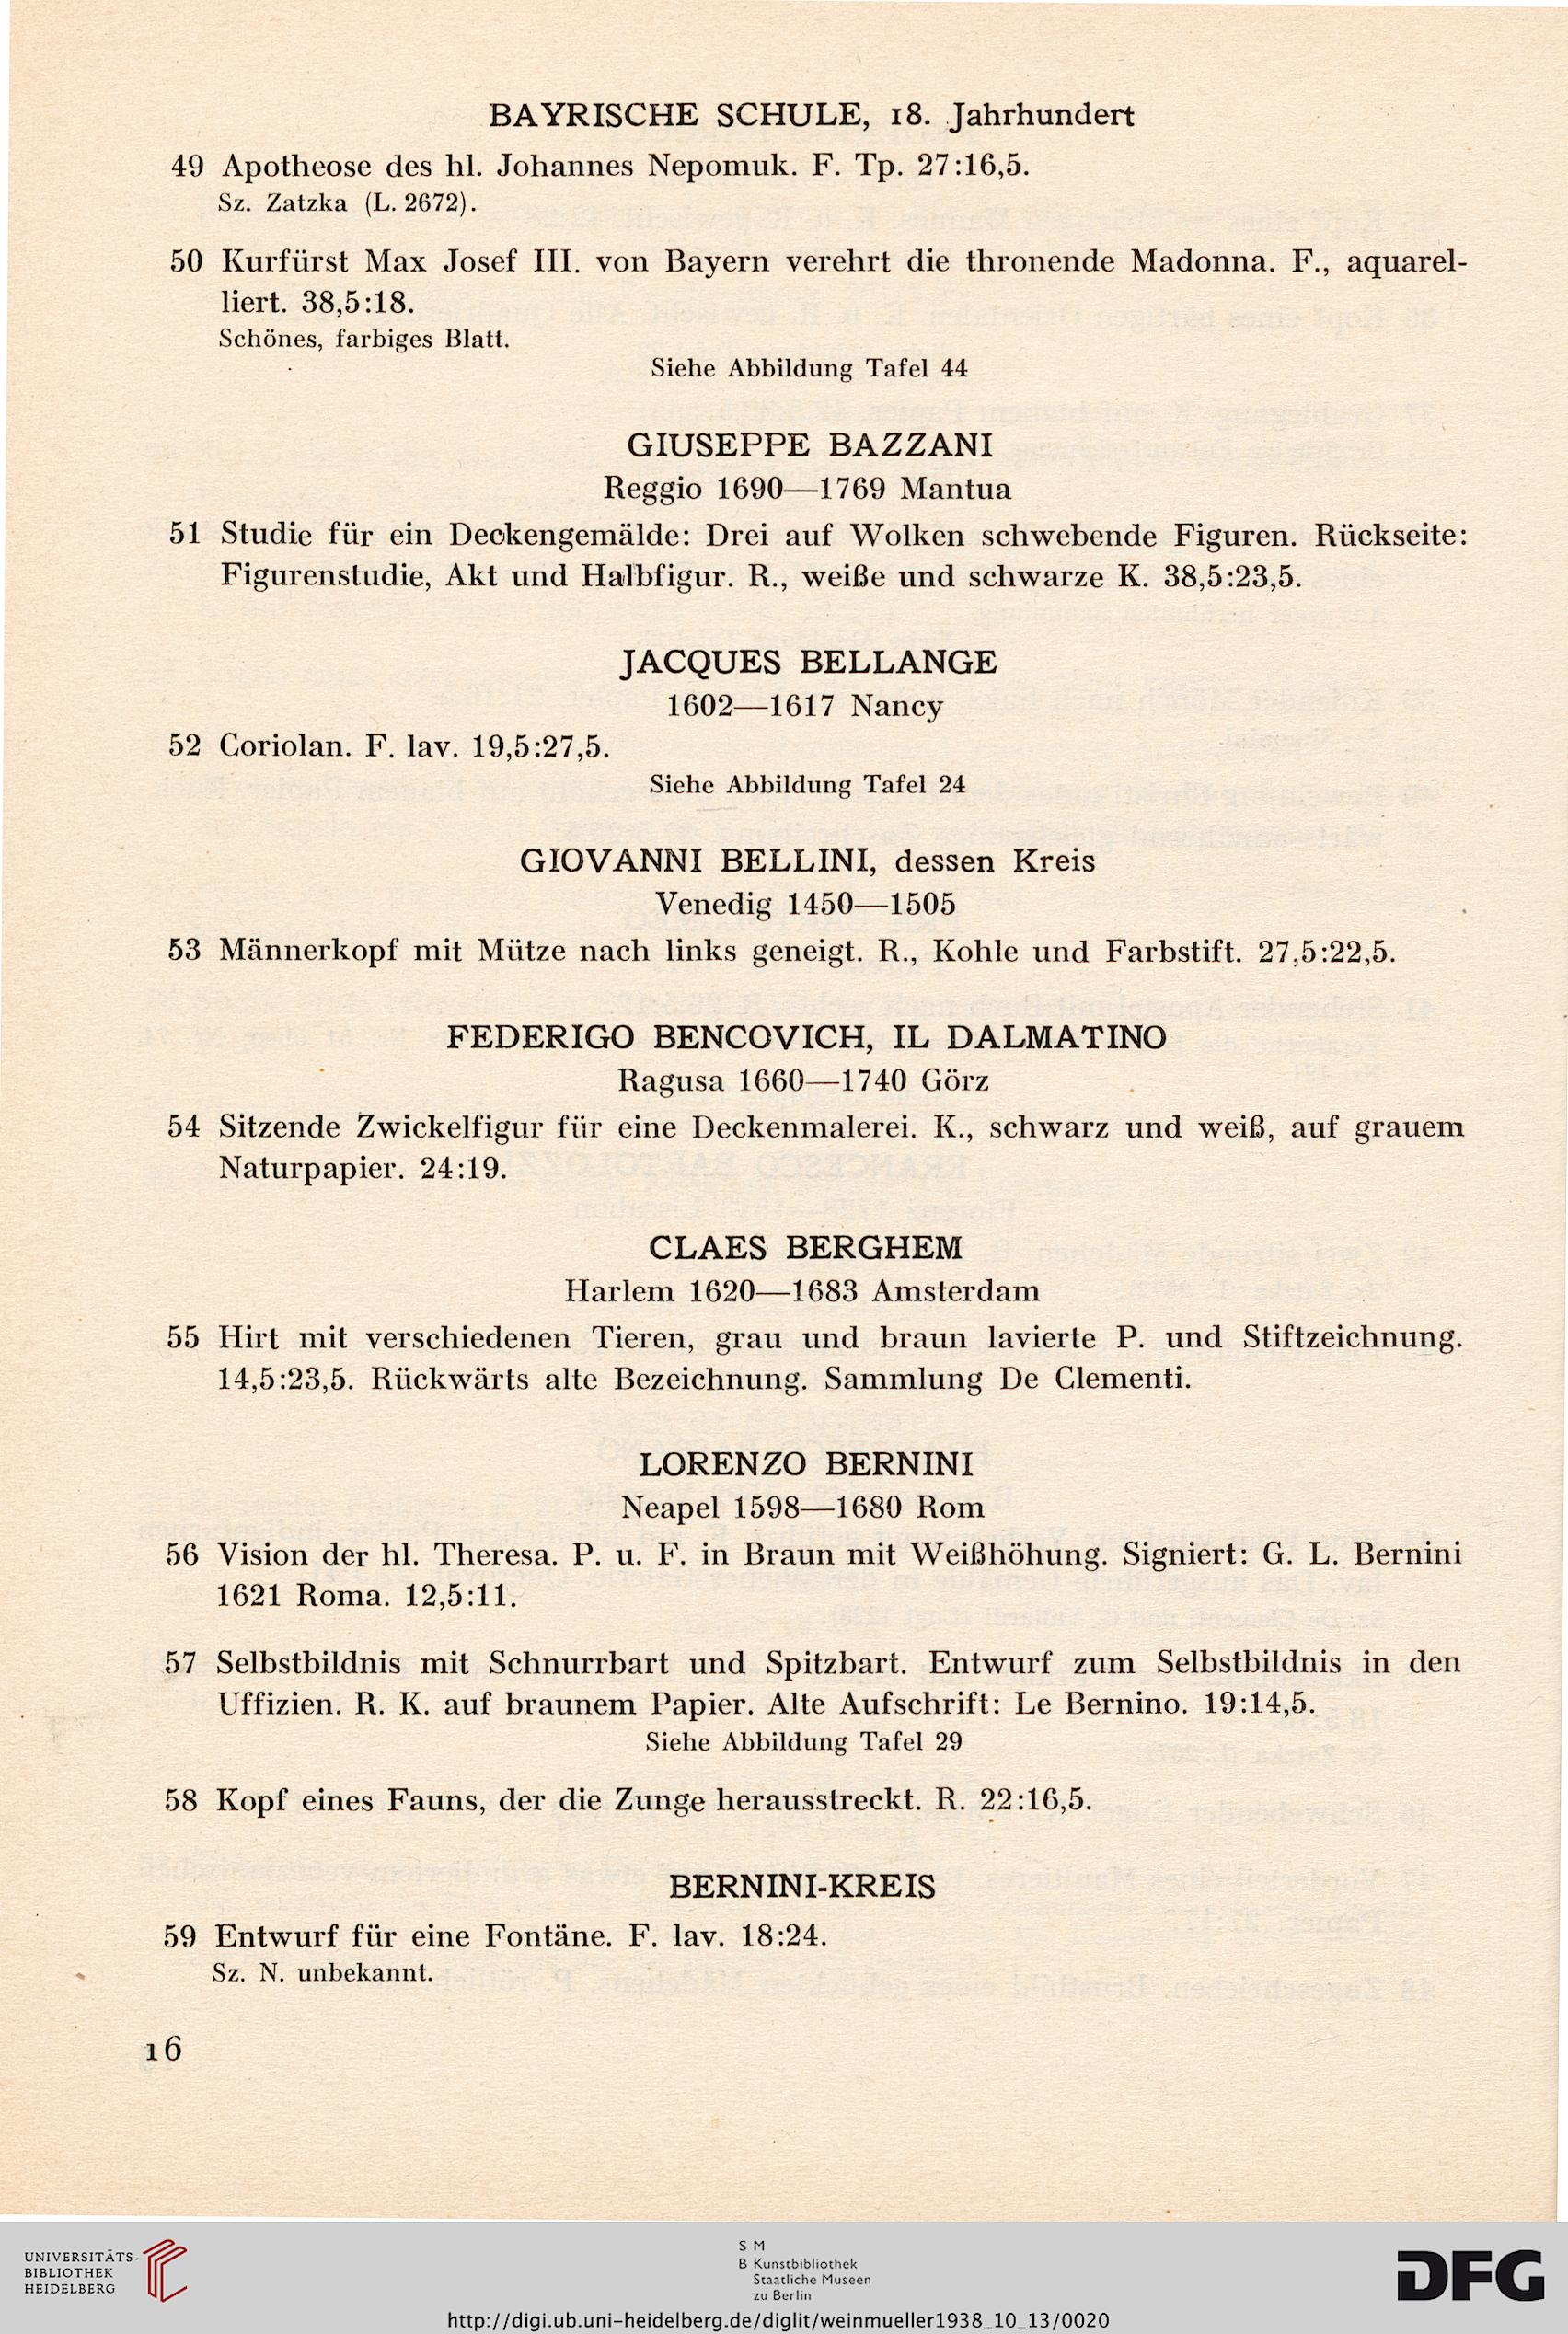 BAYRISCHE SCHULE, 18. Jahrhundert
49 Apotheose des hl. Johannes Nepomuk. F. Tp. 27:16,5.
Sz. Zatzka (L. 2672).
50 Kurfürst Max Josef III. von Bayern verehrt die thronende Madonna. F., aquarel-
liert. 38,5:18.
Schönes, farbiges Blatt.
Siehe Abbildung Tafel 44
GIUSEPPE BAZZANI
Reggio 1690—1769 Mantua
51 Studie für ein Deckengemälde: Drei auf Wolken schwebende Figuren. Rückseite:
Figurenstudie, Akt und Halbfigur. R., weiße und schwarze K. 38,5:23,5.
JACQUES BELLANGE
1602—1617 Nancy
52 Coriolan. F. lav. 19,5:27,5.
Siehe Abbildung Tafel 24
GIOVANNI BELLINI, dessen Kreis
Venedig 1450—1505
53 Männerkopf mit Mütze nach links geneigt. R., Kohle und Farbstift. 27,5:22,5.
FEDERIGO BENCOVICH, IL DALMATINO
Ragusa 1660—1740 Görz
54 Sitzende Zwickelfigur für eine Deckenmalerei. K., schwarz und weiß, auf grauem
Naturpapier. 24:19.
CLAES BERGHEM
Harlem 1620—1683 Amsterdam
55 Hirt mit verschiedenen Tieren, grau und braun lavierte P. und Stiftzeichnung.
14,5:23,5. Rückwärts alte Bezeichnung. Sammlung De Clementi.
LORENZO BERNINI
Neapel 1598—1680 Rom
56 Vision der hl. Theresa. P. u. F. in Braun mit Weißhöhung. Signiert: G. L. Bernini
1621 Roma. 12,5:11.
57 Selbstbildnis mit Schnurrbart und Spitzbart. Entwurf zum Selbstbildnis in den
Uffizien. R. K. auf braunem Papier. Alte Aufschrift: Le Bernino. 19:14,5.
Siehe Abbildung Tafel 29
58 Kopf eines Fauns, der die Zunge herausstreckt. R. 22:16,5.
BERNINI-KREIS
59 Entwurf für eine Fontäne. F. lav. 18:24.
Sz. N. unbekannt.
16
UNIVERSITÄTS-
BIBLIOTHEK
HEIDELBERG
S M
B Kunstbibliothek
Staatliche Museen
zu Berlin
DFG
http://digi.ub.uni-heidelberg.de/diglit/weinmueller1938_10_13/0020